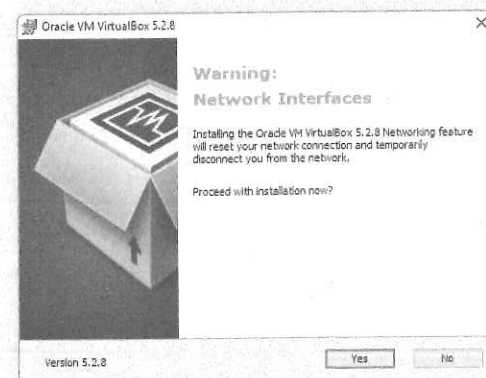 Oracle VM VirtualBox 5.2.8
Warning:
Network Interfaces
Installing the Oracle VM VirtualBox 5.2.8 Networking feature
will reset your network connection and temporarily
disconnect you from the network.
Proceed with installation now?
Version 5.2.8
Yes
No